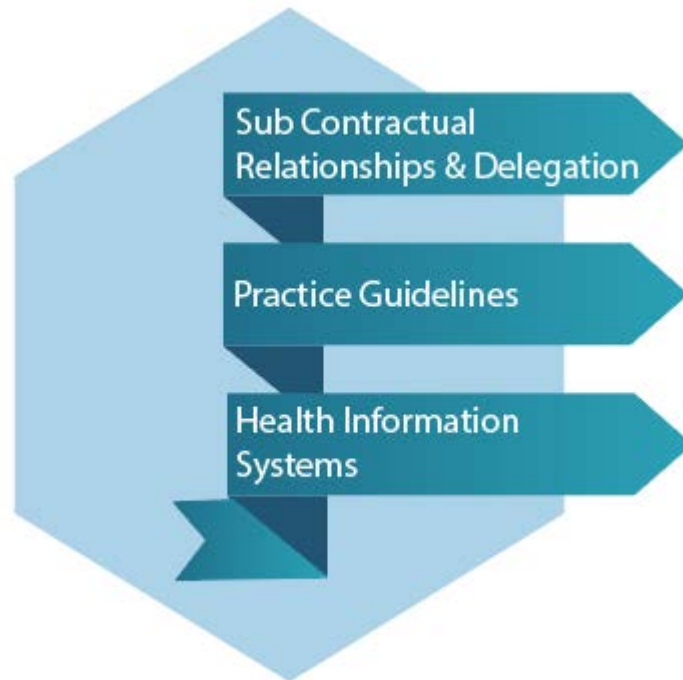 Sub Contractual
Relationships & Delegation
Practice Guidelines
Health Information
Systems